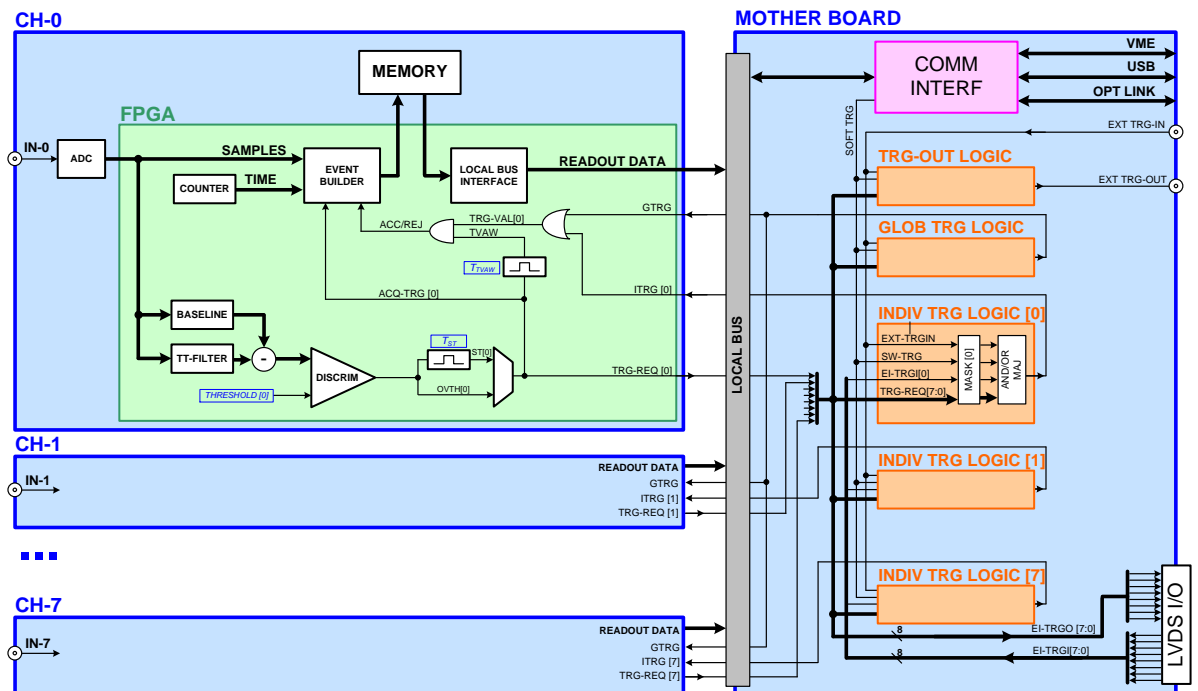 CH-0
MOTHER BOARD
MEMORY
COMM
INTERF
VME
USB
OPT LINK
FPGA
SOFT TRG
EXT TRG-IN
IN-0
ADC
SAMPLES
EVENT
BUILDER
LOCAL BUS
INTERFACE
READOUT DATA
TRG-OUT LOGIC
COUNTER
TIME
EXT TRG-OUT
GTRG
ACC/REJ
TRG-VAL[0]
TVAW
GLOB TRG LOGIC
TTVAW
ACQ-TRG [0]
ITRG [0]
INDIV TRG LOGIC [0]
BASELINE
TT-FILTER
-
TST
ST[0]
EXT-TRGIN
SW-TRG
EI-TRGI[0]
TRG-REQ[7:0]
MASK [0]
AND/OR
MAJ
LOCAL BUS
DISCRIM
OVTH[0]
TRG-REQ [0]
THRESHOLD [0]
CH-1
IN-1
READOUT DATA
GTRG
ITRG [1]
TRG-REQ [1]
INDIV TRG LOGIC [1]
INDIV TRG LOGIC [7]
CH-7
IN-7
READOUT DATA
GTRG
ITRG [7]
TRG-REQ [7]
8
EI-TRGO [7:0]
8
EI-TRGI[7:0]
LVDS I/O